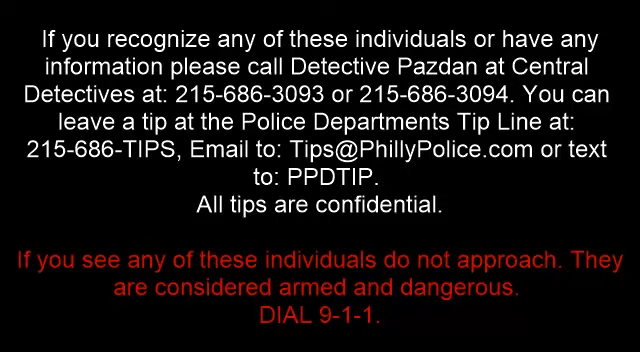 If you recognize any of these individuals or have any
information please call Detective Pazdan at Central
Detectives at: 215-686-3093 or 215-686-3094. You can
leave a tip at the Police Departments Tip Line at:
215-686-TIPS, Email to: Tips@PhillyPolice.com or text
to: PPDTIP.
All tips are confidential.
If you see any of these individuals do not approach. They
are considered armed and dangerous.
DIAL 9-1-1.